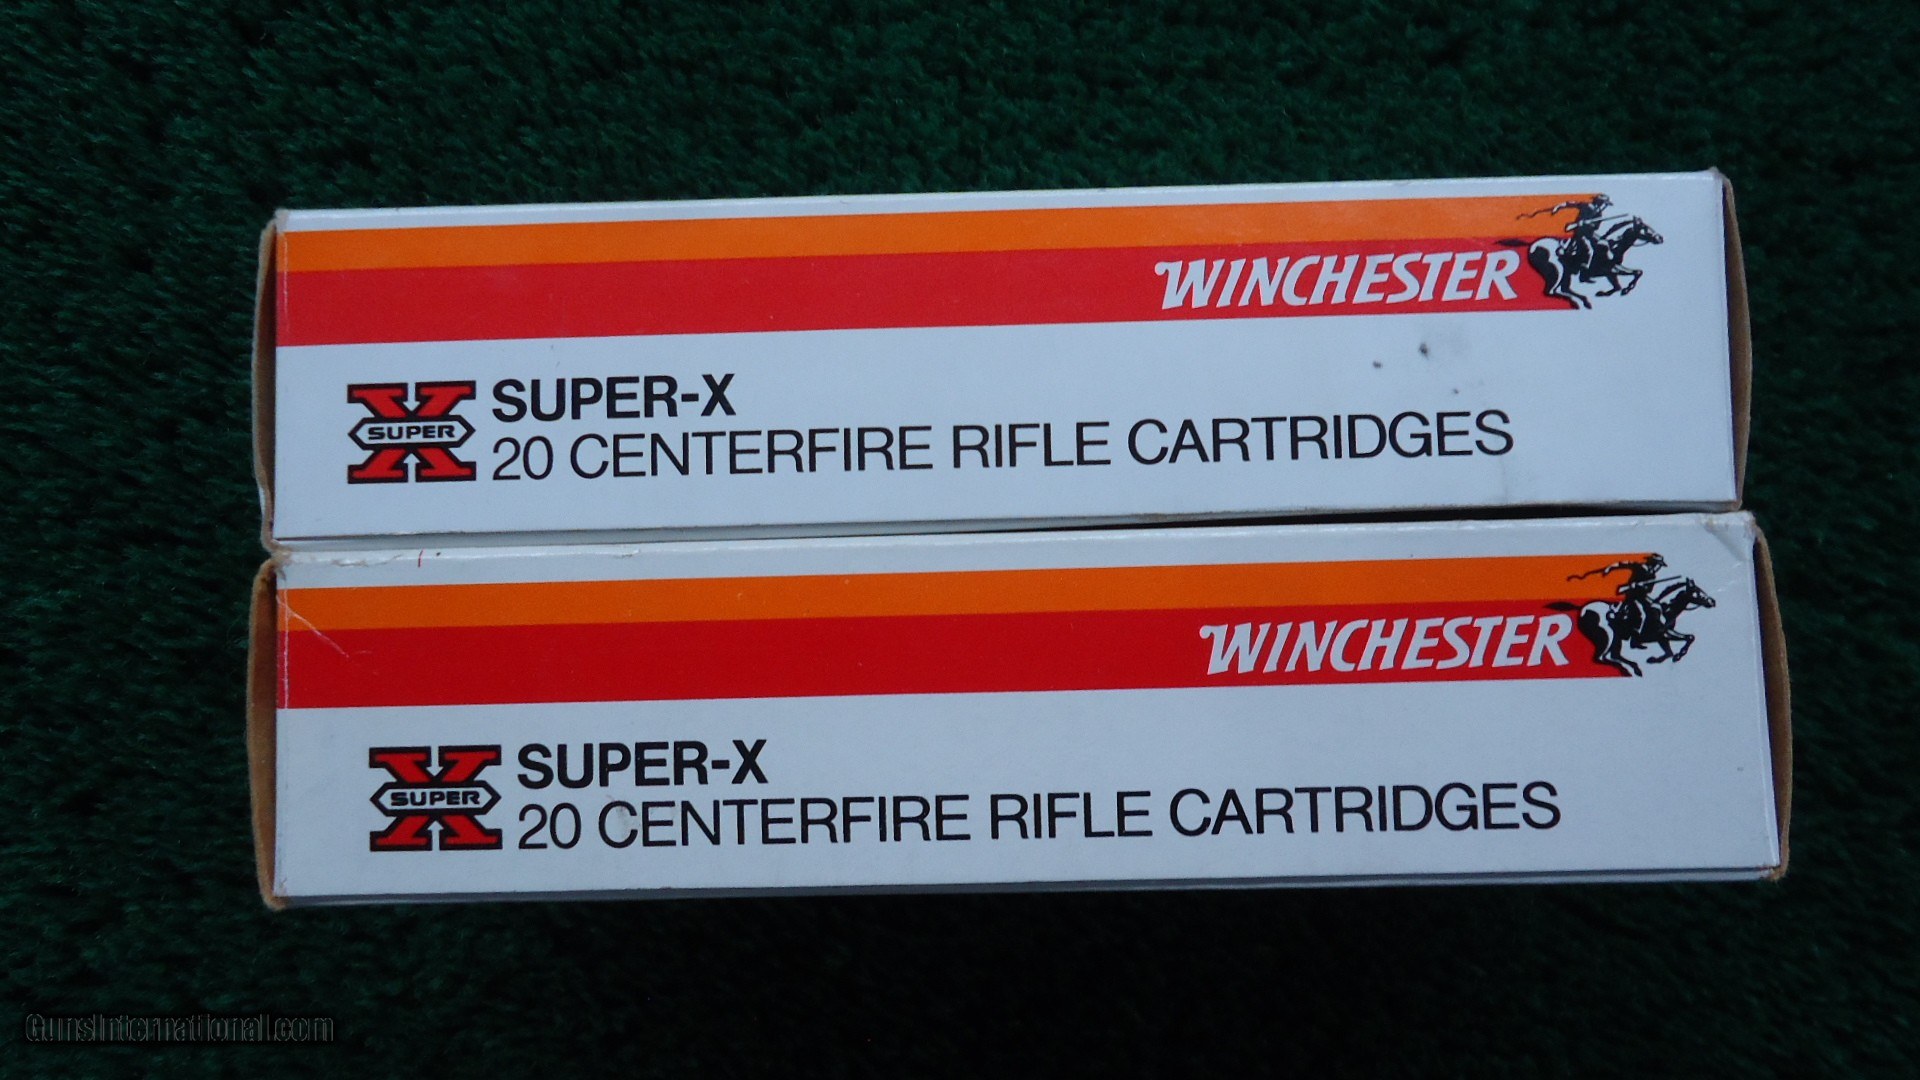 WINCHESTER
SUPER
SUPER-X
20 CENTERFIRE RIFLE CARTRIDGES
WINCHESTER
SUPER
SUPER-X
20 CENTERFIRE RIFLE CARTRIDGES
GunsInternational.com